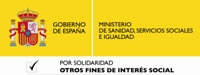 GOBIERNO
DE ESPAÑA
MINISTERIO
DE SANIDAD, SERVICIOS SOCIALES
E IGUALDAD
POR SOLIDARIDAD
OTROS FINES DE INTERÉS SOCIAL